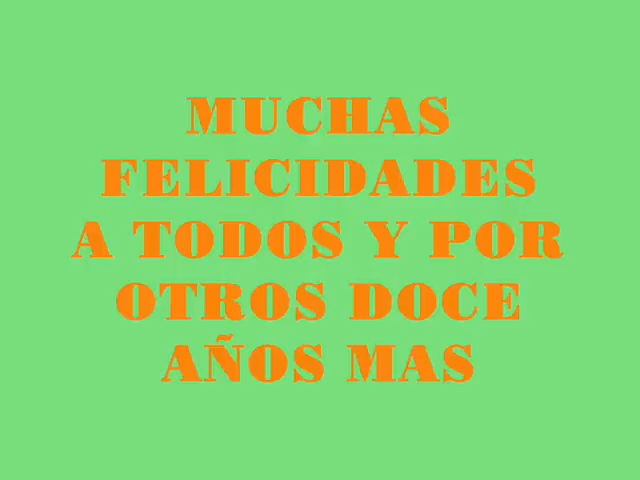 MUCHAS
FELICIDADES
A TODOS Y POR
OTROS DOCE
AÑOS MAS